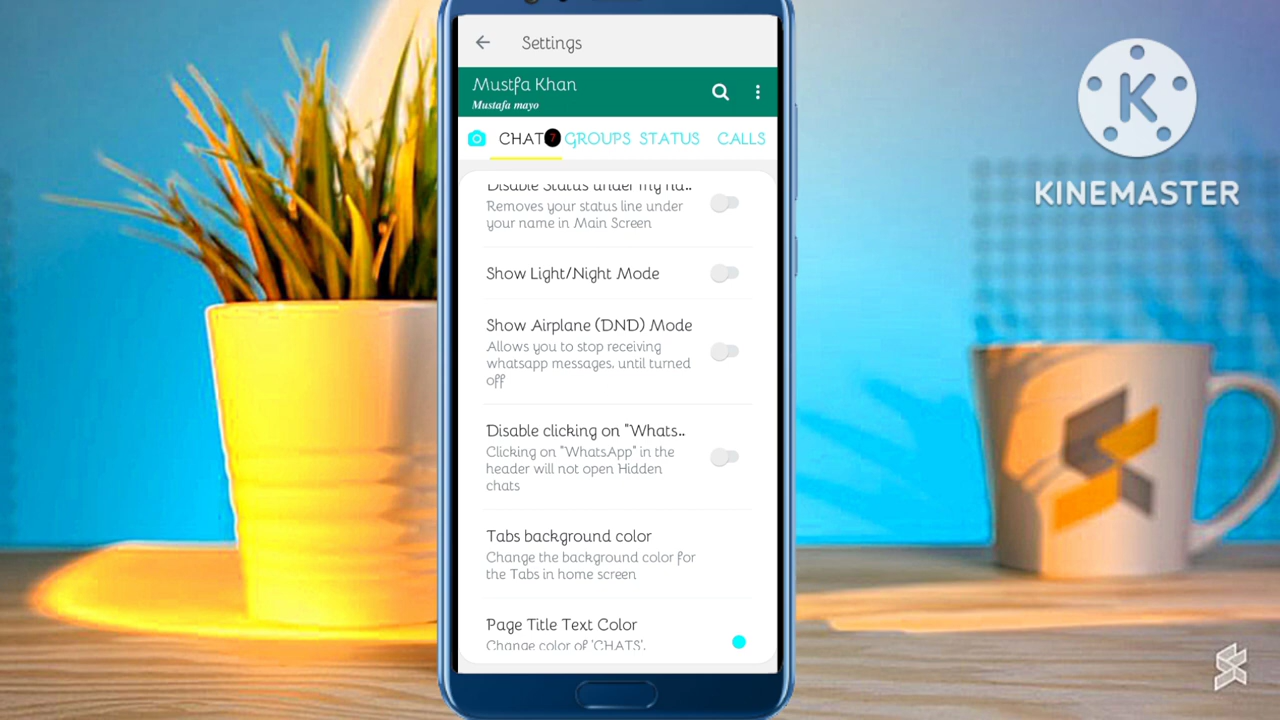 Settings
Mustfa Khan
Mustafa mayo
CHAT 7 GROUPS STATUS CALLS
Disable Status under my na..
Removes your status line under
your name in Main Screen
Show Light/Night Mode
Show Airplane (DND) Mode
Allows you to stop receiving
whatsapp messages, until turned
off
Disable clicking on "Whats..
Clicking on "WhatsApp" in the
header will not open Hidden
chats
Tabs background color
Change the background color for
the Tabs in home screen
Page Title Text Color
Change color of 'CHATS',
K
KINEMASTER